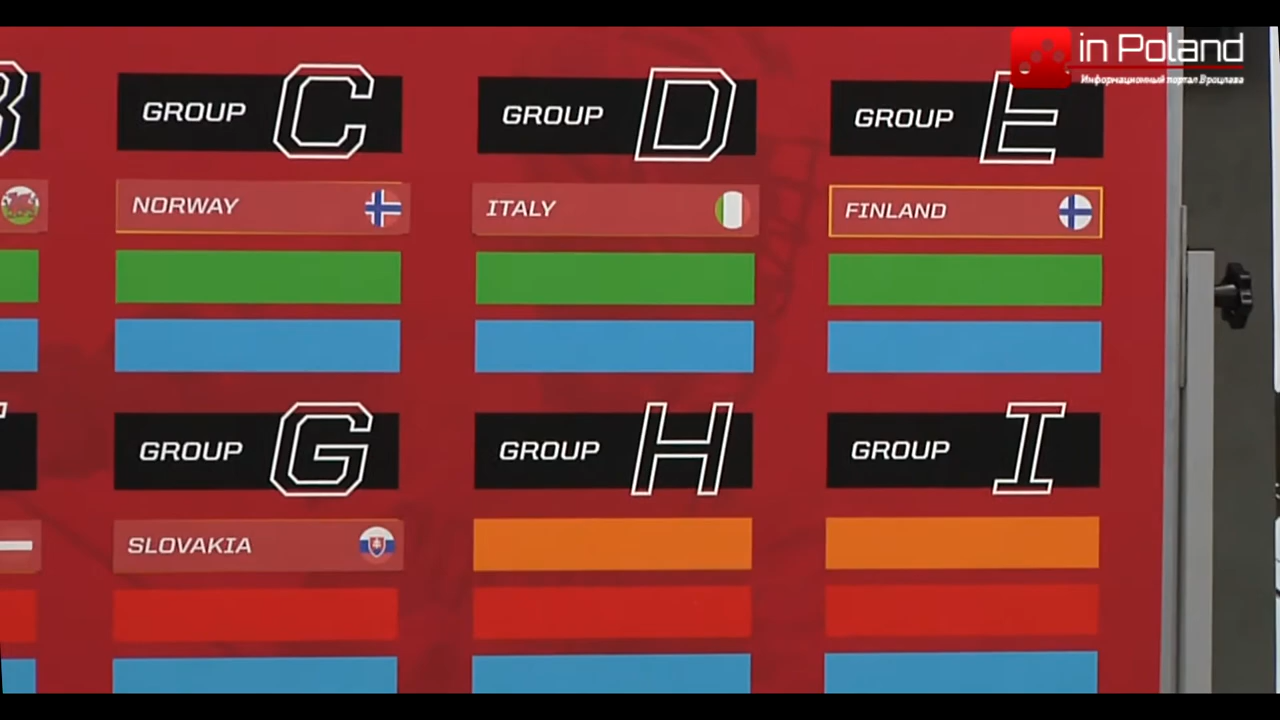 in Poland
Информационный портал Вроцлава
B
GROUP C
GROUP D
GROUP E
NORWAY
ITALY
FINLAND
GROUP G
GROUP H
GROUP I
SLOVAKIA